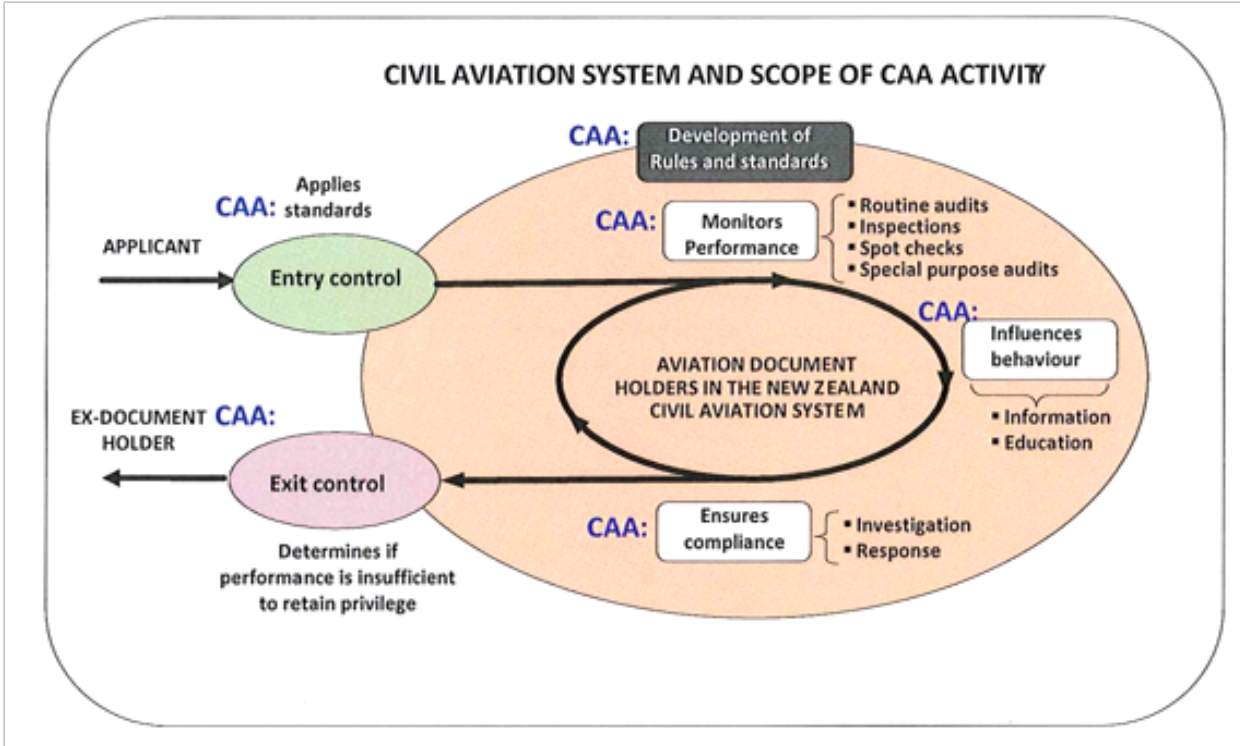 CIVIL AVIATION SYSTEM AND SCOPE OF CAA ACTIVITY
CAA:
Development of
Rules and standards
CAA:
Applies
standards
CAA:
Monitors
Performance
▪ Routine audits
▪ Inspections
▪ Spot checks
▪ Special purpose audits
APPLICANT
Entry control
CAA:
Influences
behaviour
▪ Information
▪ Education
AVIATION DOCUMENT
HOLDERS IN THE NEW ZEALAND
CIVIL AVIATION SYSTEM
EX-DOCUMENT
HOLDER
CAA:
Exit control
Determines if
performance is insufficient
to retain privilege
CAA:
Ensures
compliance
▪ Investigation
▪ Response